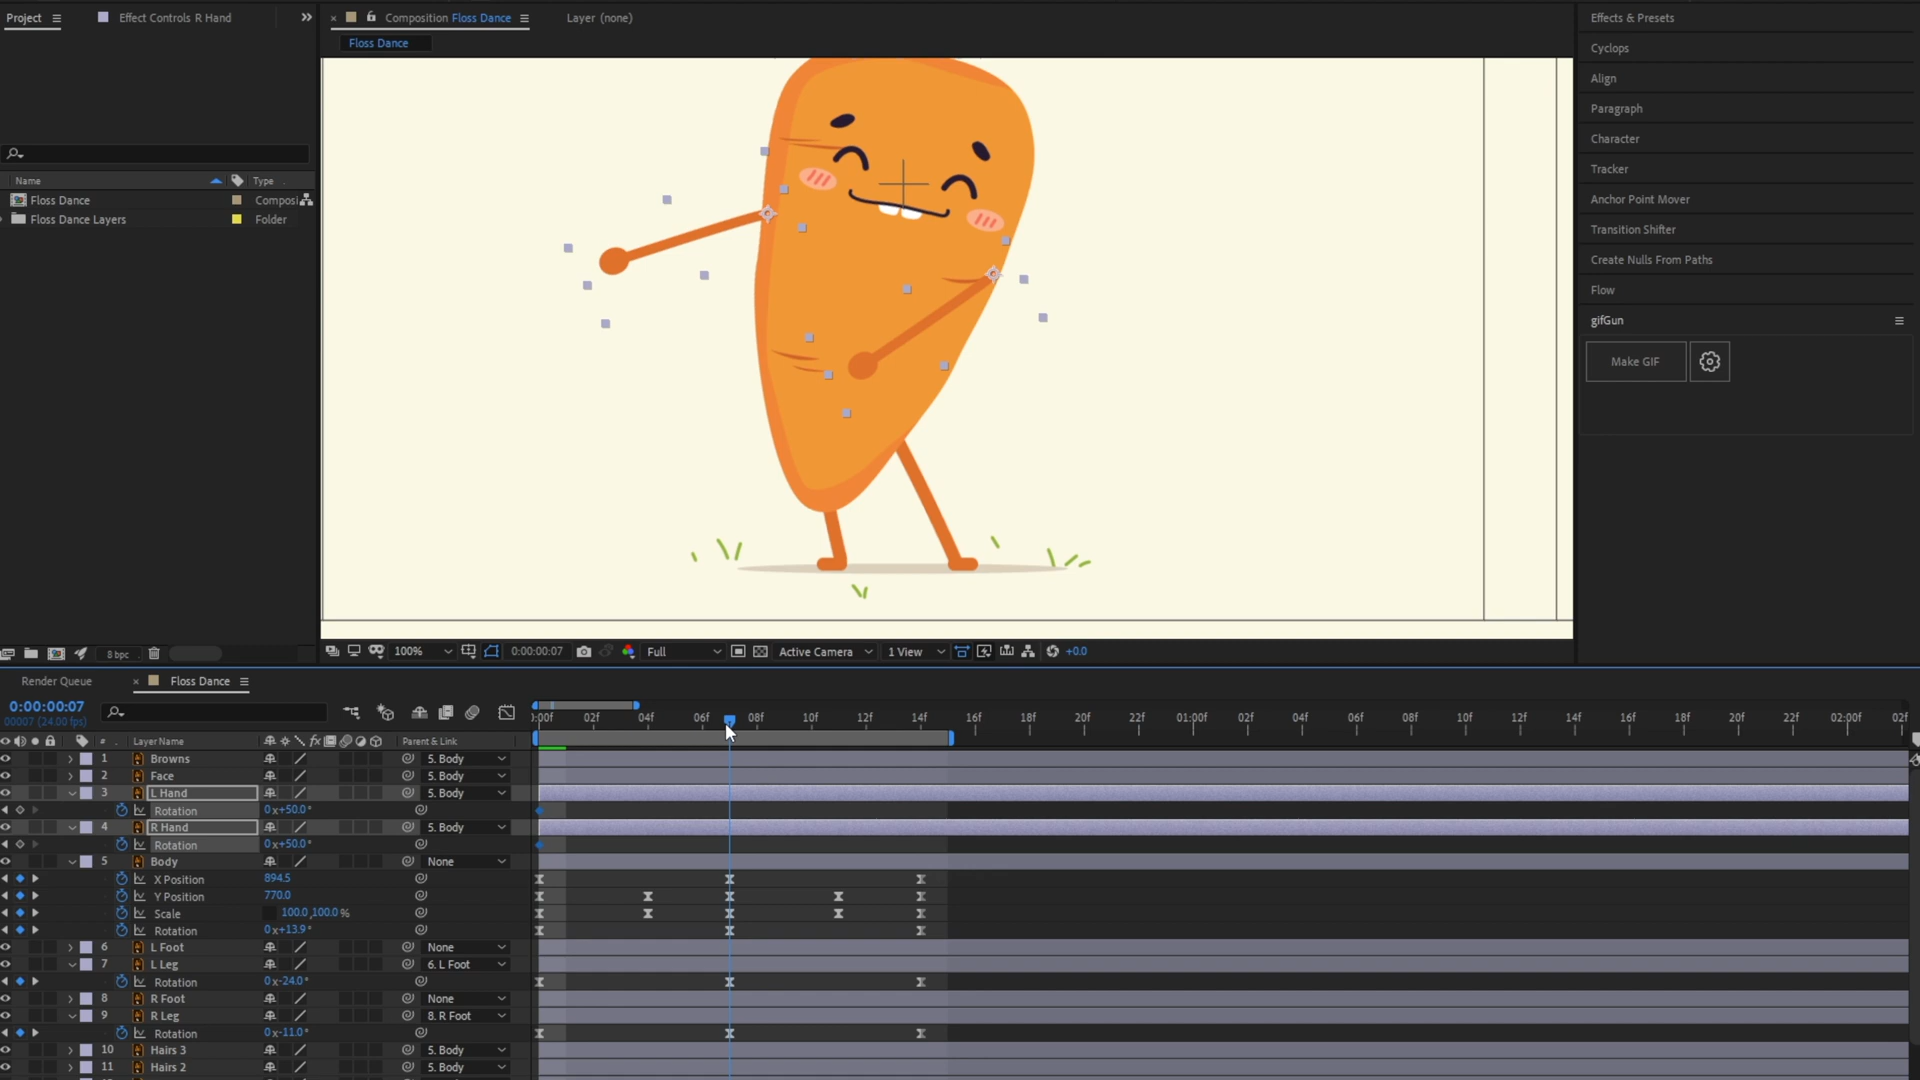 Project
Effect Controls R Hand
Composition Floss Dance
Layer (none)
Floss Dance
Name
Type
Floss Dance
Composi
Floss Dance Layers
Folder
8 bpc
100%
0:00:00:07
Full
Active Camera
1 View
+0.0
Effects & Presets
Cyclops
Align
Paragraph
Character
Tracker
Anchor Point Mover
Transition Shifter
Create Nulls From Paths
Flow
gifGun
Make GIF
Render Queue
Floss Dance
0:00:00:07
00007 (24.00 fps)
:00f 02f 04f 06f 08f 10f 12f 14f 16f 18f 20f 22f 01:00f 02f 04f 06f 08f 10f 12f 14f 16f 18f 20f 22f 02:00f 02f
# Layer Name fx Parent & Link
1 Browns 5. Body
2 Face 5. Body
3 L Hand 5. Body
Rotation 0x+50.0°
4 R Hand 5. Body
Rotation 0x+50.0°
5 Body None
X Position 894.5
Y Position 770.0
Scale 100.0,100.0%
Rotation 0x+13.9°
6 L Foot None
7 L Leg 6. L Foot
Rotation 0x-24.0°
8 R Foot None
9 R Leg 8. R Foot
Rotation 0x-11.0°
10 Hairs 3 5. Body
11 Hairs 2 5. Body